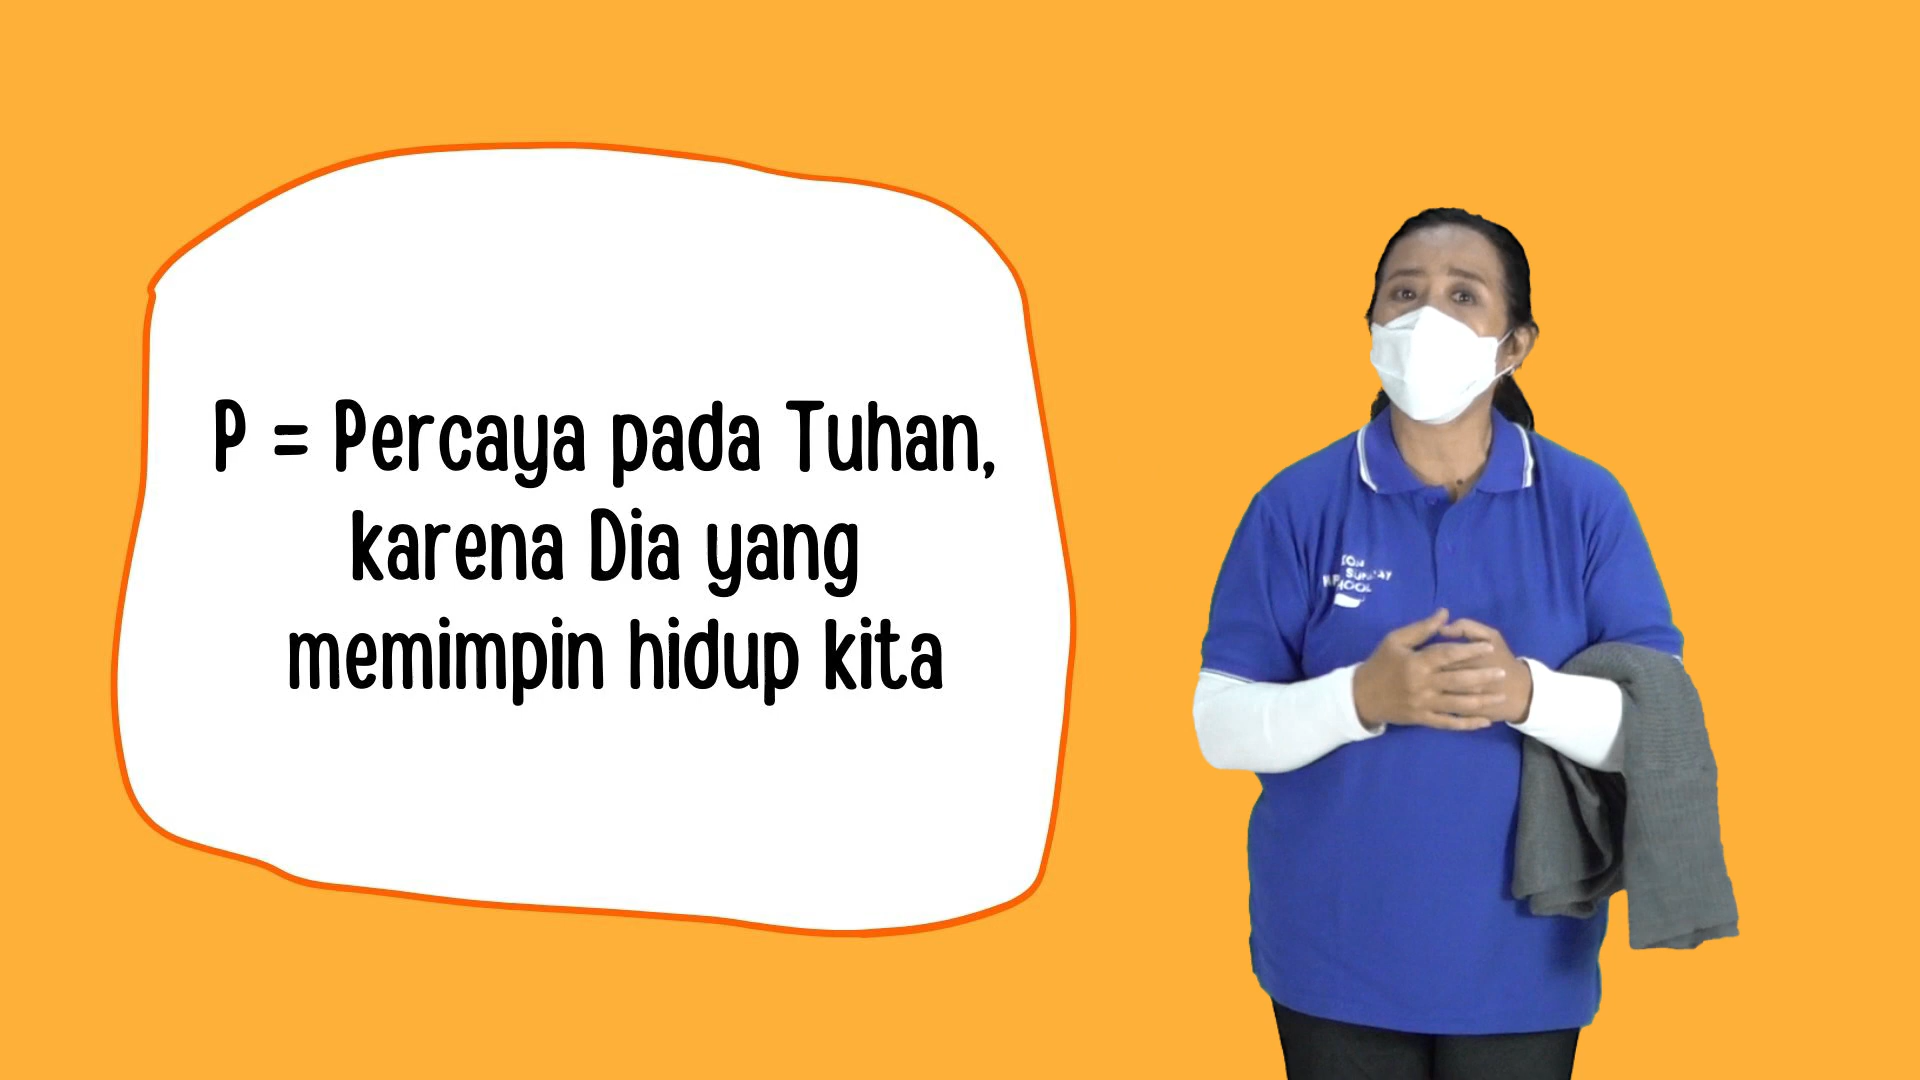 P = Percaya pada Tuhan,
karena Dia yang
memimpin hidup kita